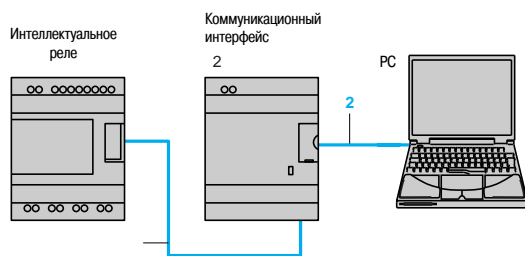 Интеллектуальное
реле
Коммуникационный
интерфейс
2
PC
2